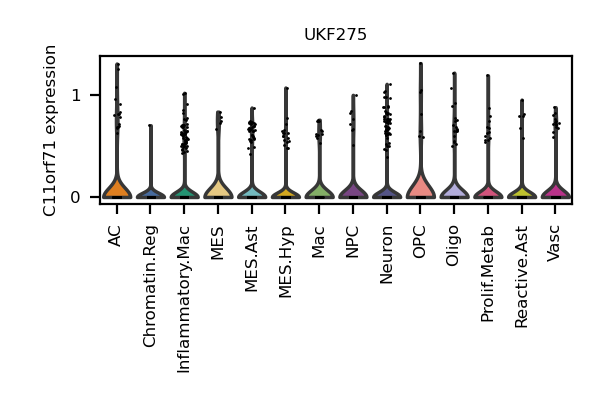 UKF275
C11orf71 expression
1
0
AC
Chromatin.Reg
Inflammatory.Mac
MES
MES.Ast
MES.Hyp
Mac
NPC
Neuron
OPC
Oligo
Prolif.Metab
Reactive.Ast
Vasc